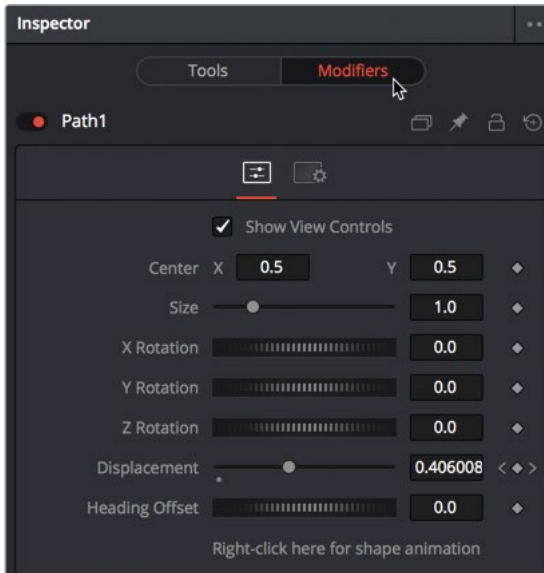 Inspector
Tools Modifiers
Path1
Show View Controls
Center X 0.5 Y 0.5
Size 1.0
X Rotation 0.0
Y Rotation 0.0
Z Rotation 0.0
Displacement 0.406008
Heading Offset 0.0
Right-click here for shape animation